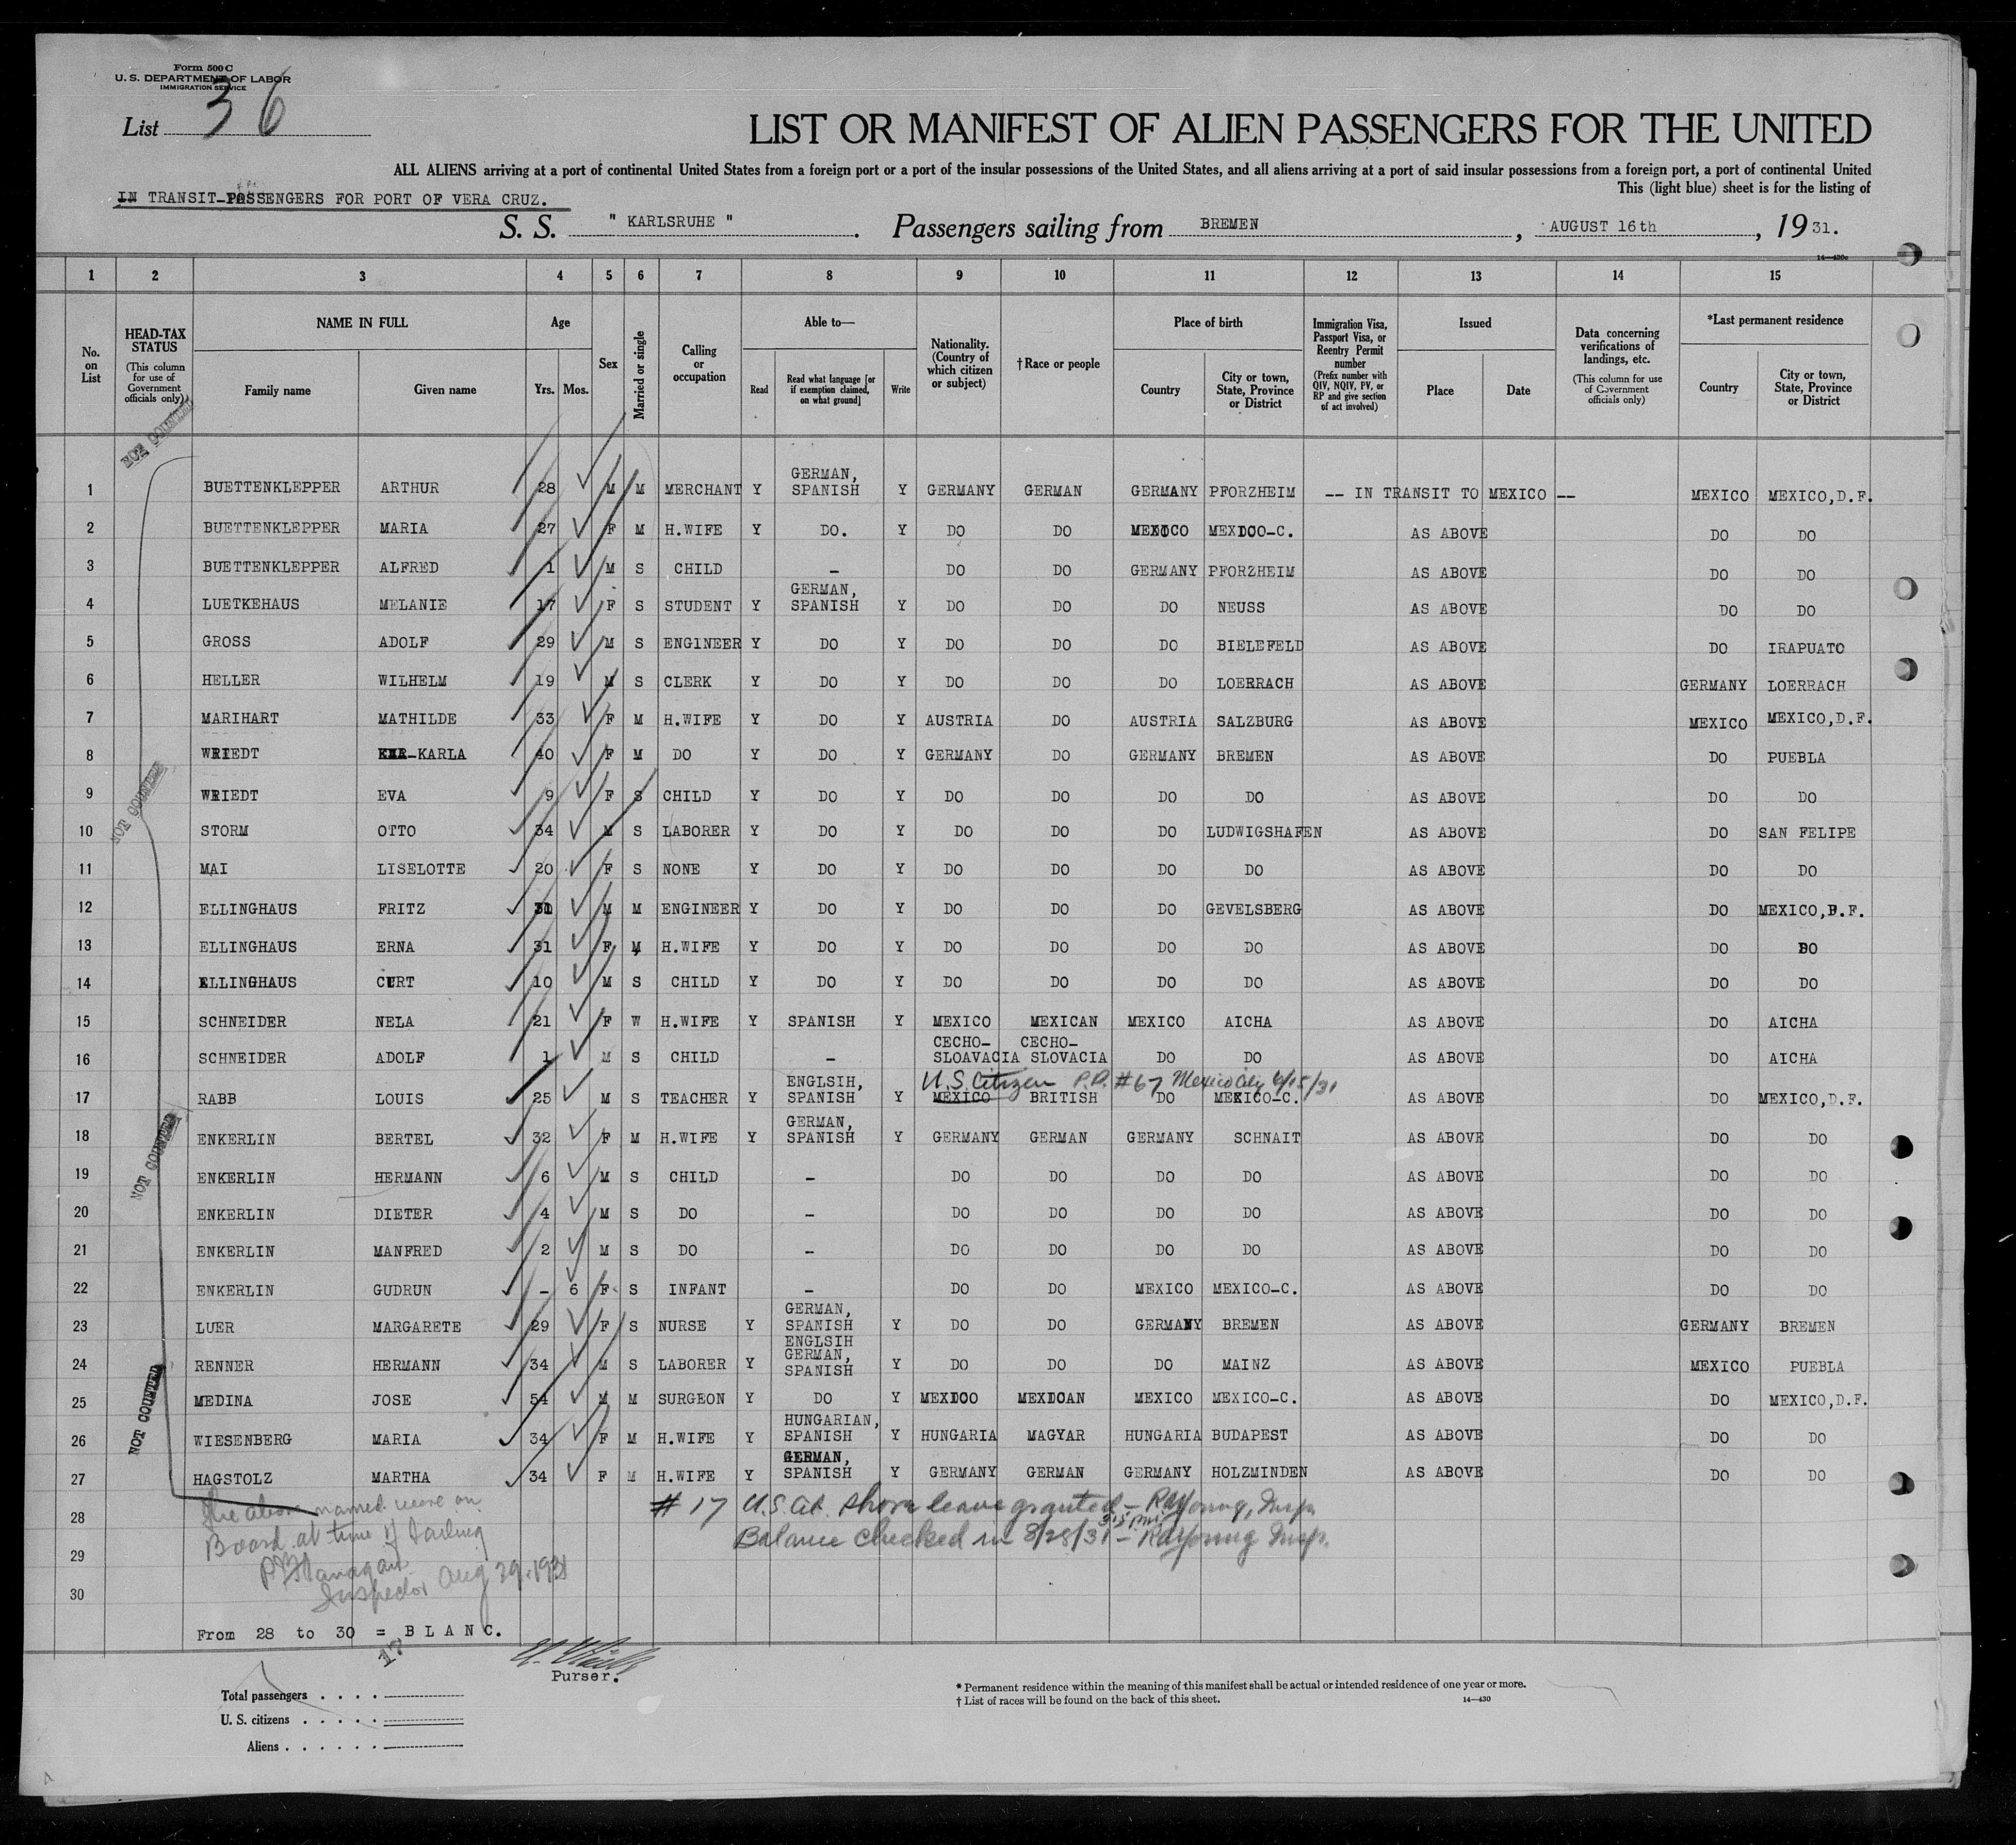 Form 500 C
U. S. DEPARTMENT OF LABOR
IMMIGRATION SERVICE
List 36
LIST OR MANIFEST OF ALIEN PASSENGERS FOR THE UNITED
ALL ALIENS arriving at a port of continental United States from a foreign port or a port of the insular possessions of the United States, and all aliens arriving at a port of said insular possessions from a foreign port, a port of continental United
This (light blue) sheet is for the listing of
IN TRANSIT-PASSENGERS FOR PORT OF VERA CRUZ.
S. S. " KARLSRUHE ". Passengers sailing from BREMEN, AUGUST 16th, 1931.
14—430c
1 2 3 4 5 6 7 8 9 10 11 12 13 14 15
No. on List
HEAD-TAX STATUS (This column for use of Government officials only)
NAME IN FULL
Family name Given name
Age
Yrs. Mos.
Sex
Married or single
Calling or occupation
Able to—
Read Read what language [or if exemption claimed, on what ground] Write
Nationality. (Country of which citizen or subject)
†Race or people
Place of birth
Country City or town, State, Province or District
Immigration Visa, Passport Visa, or Reentry Permit number (Prefix number with QIV, NQIV, PV, or RP and give section of act involved)
Issued
Place Date
Data concerning verifications of landings, etc. (This column for use of Government officials only)
*Last permanent residence
Country City or town, State, Province or District
NOT COUNTED
1 BUETTENKLEPPER ARTHUR 28 M M MERCHANT Y GERMAN, SPANISH Y GERMANY GERMAN GERMANY PFORZHEIM -- IN TRANSIT TO MEXICO -- MEXICO MEXICO,D.F.
2 BUETTENKLEPPER MARIA 27 F M H.WIFE Y DO. Y DO DO MEXICO MEXICO-C. AS ABOVE DO DO
3 BUETTENKLEPPER ALFRED 1 M S CHILD - DO DO GERMANY PFORZHEIM AS ABOVE DO DO
4 LUETKEHAUS MELANIE 17 F S STUDENT Y GERMAN, SPANISH Y DO DO DO NEUSS AS ABOVE DO DO
5 GROSS ADOLF 29 M S ENGINEER Y DO Y DO DO DO BIELEFELD AS ABOVE DO IRAPUATO
6 HELLER WILHELM 19 M S CLERK Y DO Y DO DO DO LOERRACH AS ABOVE GERMANY LOERRACH
7 MARIHART MATHILDE 33 F M H.WIFE Y DO Y AUSTRIA DO AUSTRIA SALZBURG AS ABOVE MEXICO MEXICO,D.F.
8 WRIEDT KARLA 40 F M DO Y DO Y GERMANY DO GERMANY BREMEN AS ABOVE DO PUEBLA
NOT COUNTED
9 WRIEDT EVA 9 F S CHILD Y DO Y DO DO DO DO AS ABOVE DO DO
10 STORM OTTO 34 M S LABORER Y DO Y DO DO DO LUDWIGSHAFEN AS ABOVE DO SAN FELIPE
11 MAI LISELOTTE 20 F S NONE Y DO Y DO DO DO DO AS ABOVE DO DO
12 ELLINGHAUS FRITZ 31 M M ENGINEER Y DO Y DO DO DO GEVELSBERG AS ABOVE DO MEXICO,D.F.
13 ELLINGHAUS ERNA 31 F M H.WIFE Y DO Y DO DO DO DO AS ABOVE DO DO
14 ELLINGHAUS CURT 10 M S CHILD Y DO Y DO DO DO DO AS ABOVE DO DO
15 SCHNEIDER NELA 21 F W H.WIFE Y SPANISH Y MEXICO MEXICAN MEXICO AICHA AS ABOVE DO AICHA
16 SCHNEIDER ADOLF 1 M S CHILD - CECHO-SLOAVACIA CECHO-SLOVACIA DO DO AS ABOVE DO AICHA
U.S. Citizen P.P. #67 Mexico City 6/15/31
17 RABB LOUIS 25 M S TEACHER Y ENGLSIH, SPANISH Y MEXICO BRITISH DO MEXICO-C. AS ABOVE DO MEXICO,D.F.
NOT COUNTED
18 ENKERLIN BERTEL 32 F M H.WIFE Y GERMAN, SPANISH Y GERMANY GERMAN GERMANY SCHNAIT AS ABOVE DO DO
19 ENKERLIN HERMANN 6 M S CHILD - DO DO DO DO AS ABOVE DO DO
20 ENKERLIN DIETER 4 M S DO - DO DO DO DO AS ABOVE DO DO
21 ENKERLIN MANFRED 2 M S DO - DO DO DO DO AS ABOVE DO DO
22 ENKERLIN GUDRUN - 6 F S INFANT - DO DO MEXICO MEXICO-C. AS ABOVE DO DO
23 LUER MARGARETE 29 F S NURSE Y GERMAN, SPANISH ENGLSIH Y DO DO GERMANY BREMEN AS ABOVE GERMANY BREMEN
24 RENNER HERMANN 34 M S LABORER Y GERMAN, SPANISH Y DO DO DO MAINZ AS ABOVE MEXICO PUEBLA
NOT COUNTED
25 MEDINA JOSE 54 M M SURGEON Y DO Y MEXICO MEXICAN MEXICO MEXICO-C. AS ABOVE DO MEXICO,D.F.
26 WIESENBERG MARIA 34 F M H.WIFE Y HUNGARIAN, SPANISH Y HUNGARIA MAGYAR HUNGARIA BUDAPEST AS ABOVE DO DO
27 HAGSTOLZ MARTHA 34 F M H.WIFE Y GERMAN, SPANISH Y GERMANY GERMAN GERMANY HOLZMINDEN AS ABOVE DO DO
28 The above named were on #17 U.S. Cit. shore leave granted - RaYoung, Insp.
Board at time of sailing Balance checked in 8/28/31 3:15 pm - RaYoung Insp.
29
Inspector Aug 29, 1931
30
From 28 to 30 = B L A N C.
17
Purser.
Total passengers
U. S. citizens
Aliens
* Permanent residence within the meaning of this manifest shall be actual or intended residence of one year or more.
† List of races will be found on the back of this sheet. 14—430